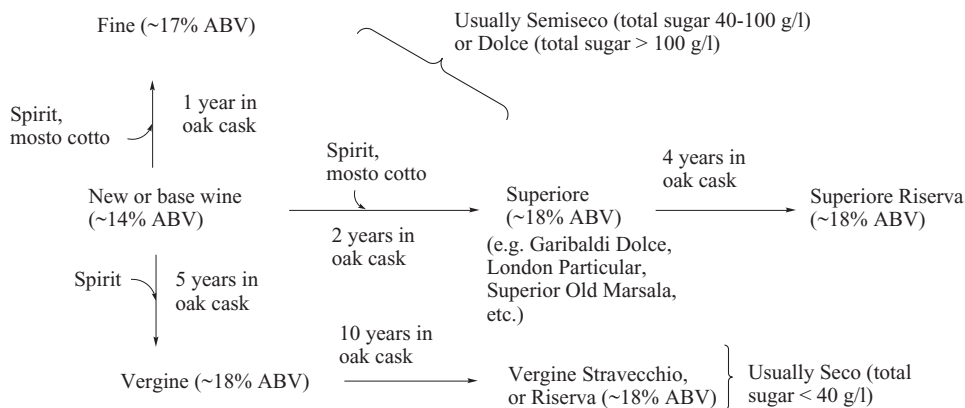 Fine (~17% ABV)
Usually Semiseco (total sugar 40-100 g/l)
or Dolce (total sugar > 100 g/l)
Spirit,
mosto cotto
1 year in
oak cask
New or base wine
(~14% ABV)
Spirit,
mosto cotto
2 years in
oak cask
Superiore
(~18% ABV)
(e.g. Garibaldi Dolce,
London Particular,
Superior Old Marsala,
etc.)
4 years in
oak cask
Superiore Riserva
(~18% ABV)
Spirit
5 years in
oak cask
Vergine (~18% ABV)
10 years in
oak cask
Vergine Stravecchio,
or Riserva (~18% ABV)
Usually Seco (total
sugar < 40 g/l)